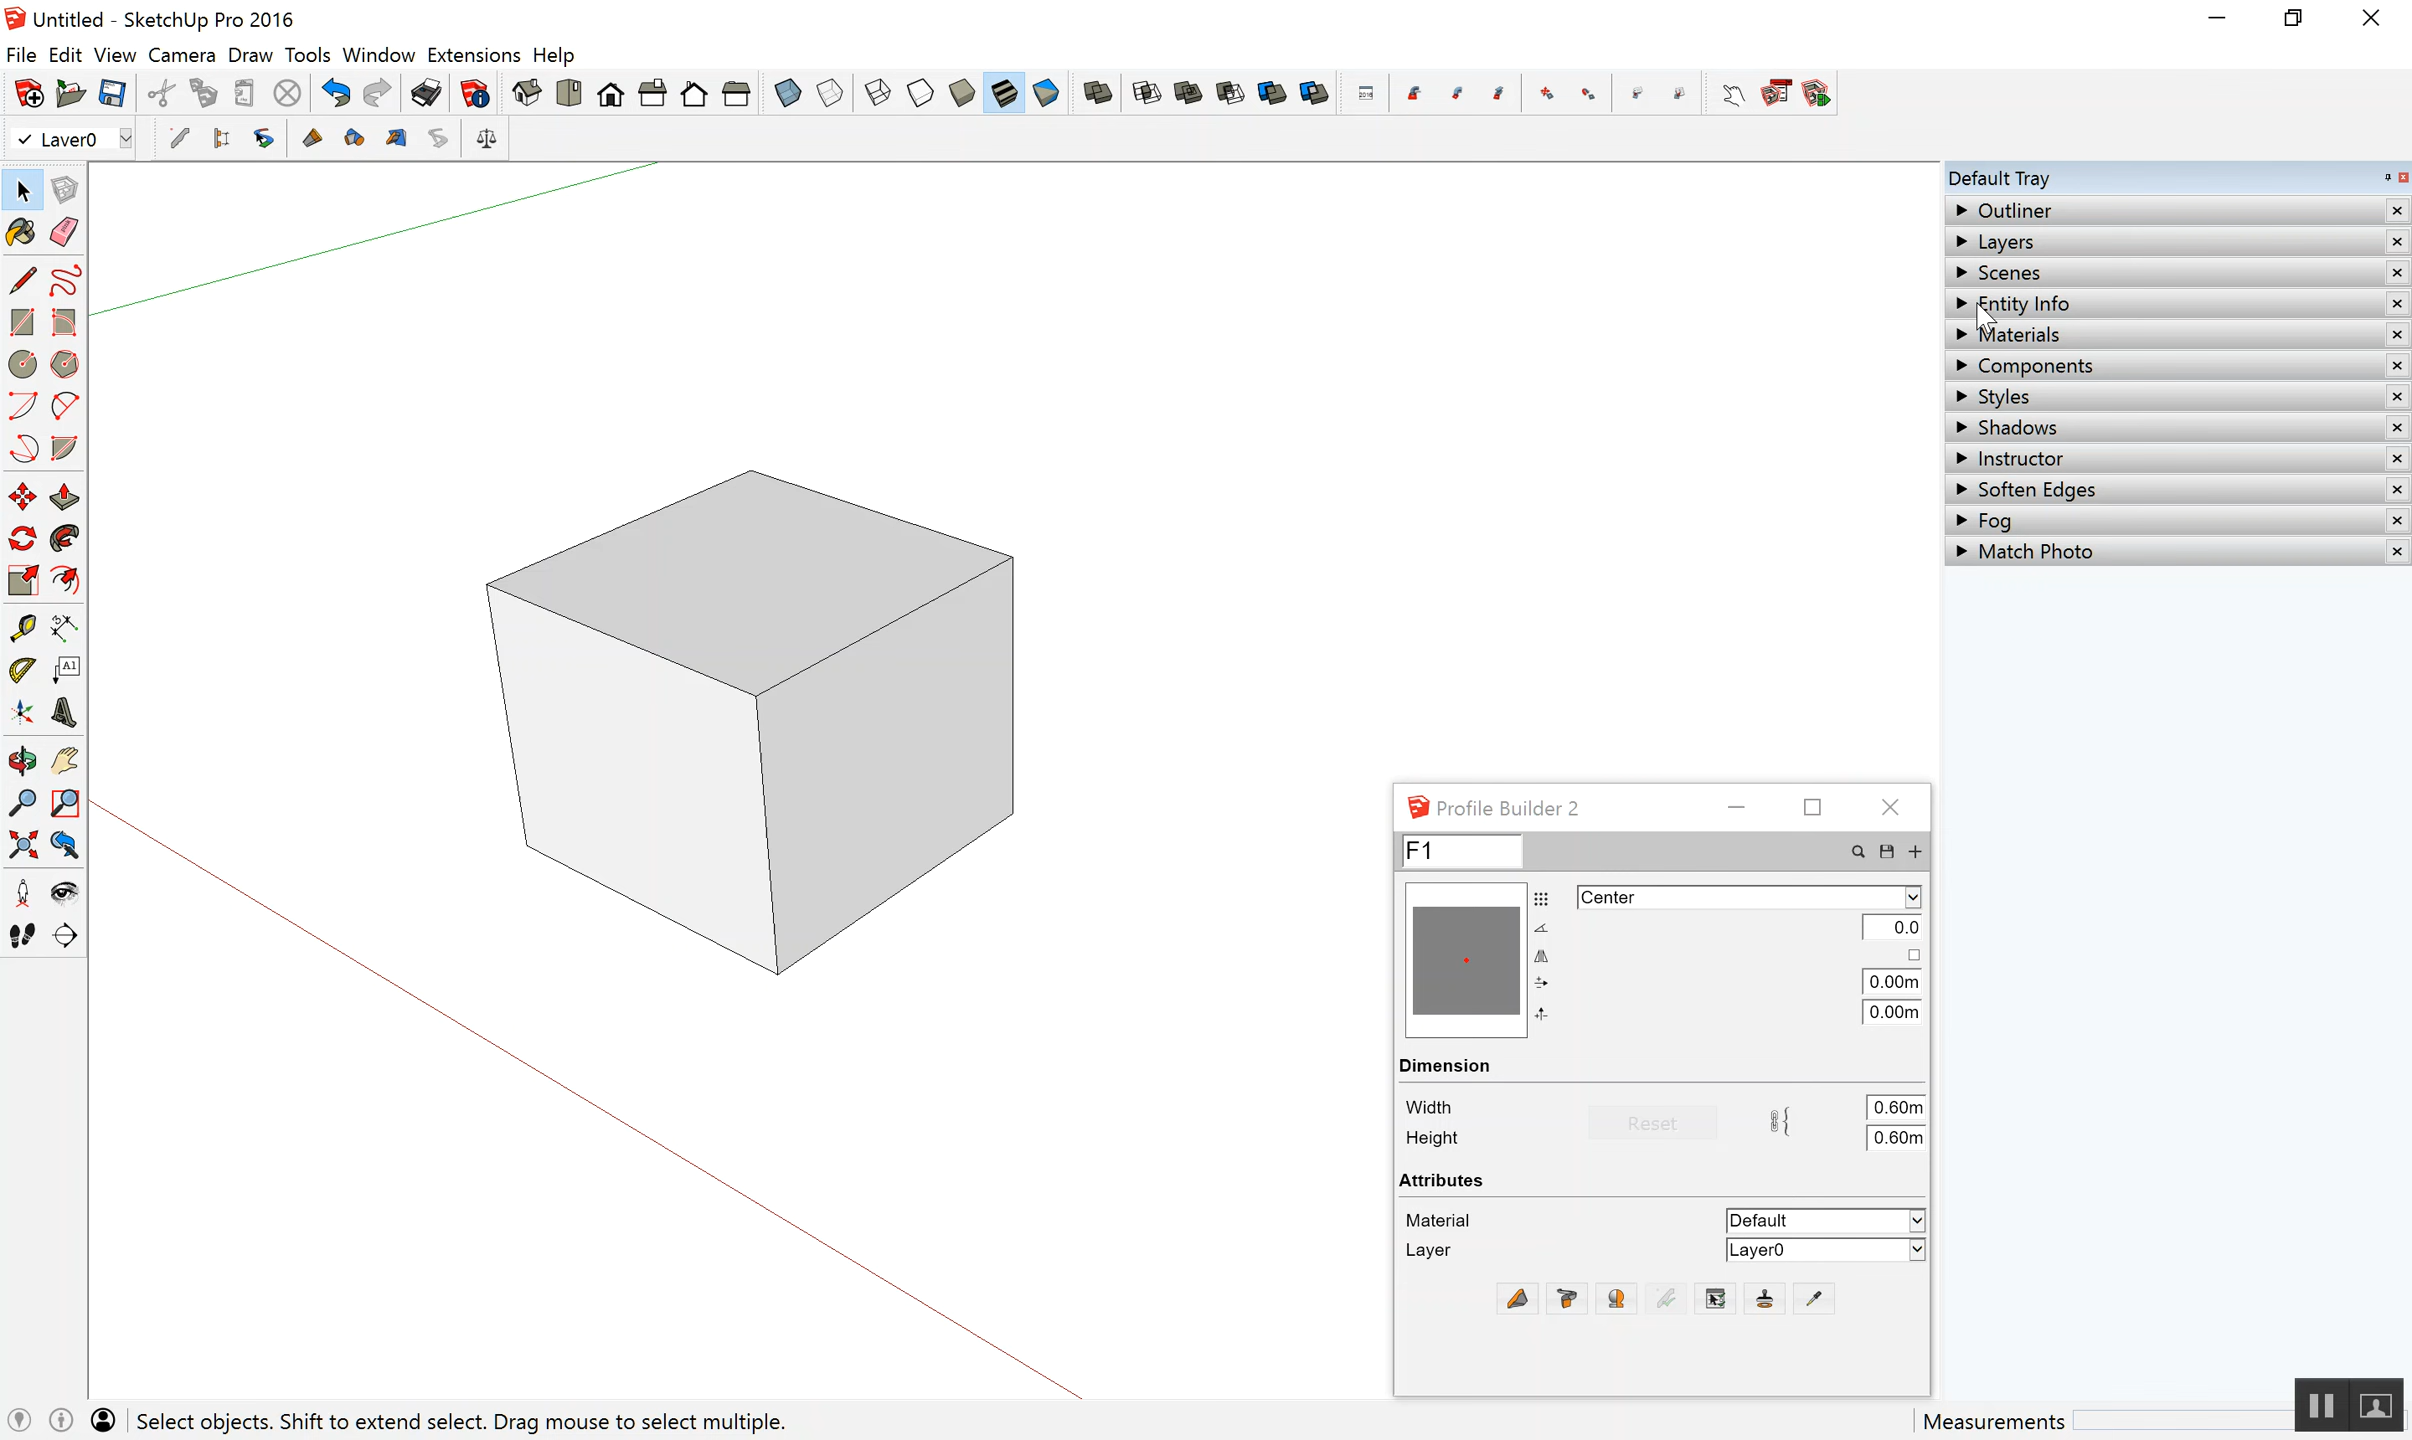 Untitled - SketchUp Pro 2016
File Edit View Camera Draw Tools Window Extensions Help
2016
Layer0
Default Tray
Outliner
Layers
Scenes
Entity Info
Materials
Components
Styles
Shadows
Instructor
Soften Edges
Fog
Match Photo
A1
Profile Builder 2
F1
Center
0.0
0.00m
0.00m
Dimension
Width 0.60m
Reset
Height 0.60m
Attributes
Material Default
Layer Layer0
Select objects. Shift to extend select. Drag mouse to select multiple.
Measurements